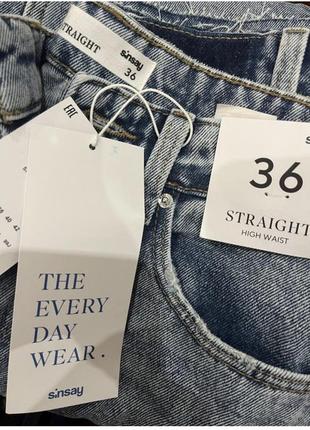 STRAIGHT
sinsay
36
EAC
THE
EVERY
DAY
WEAR.
sinsay
36
STRAIGHT
HIGH WAIST